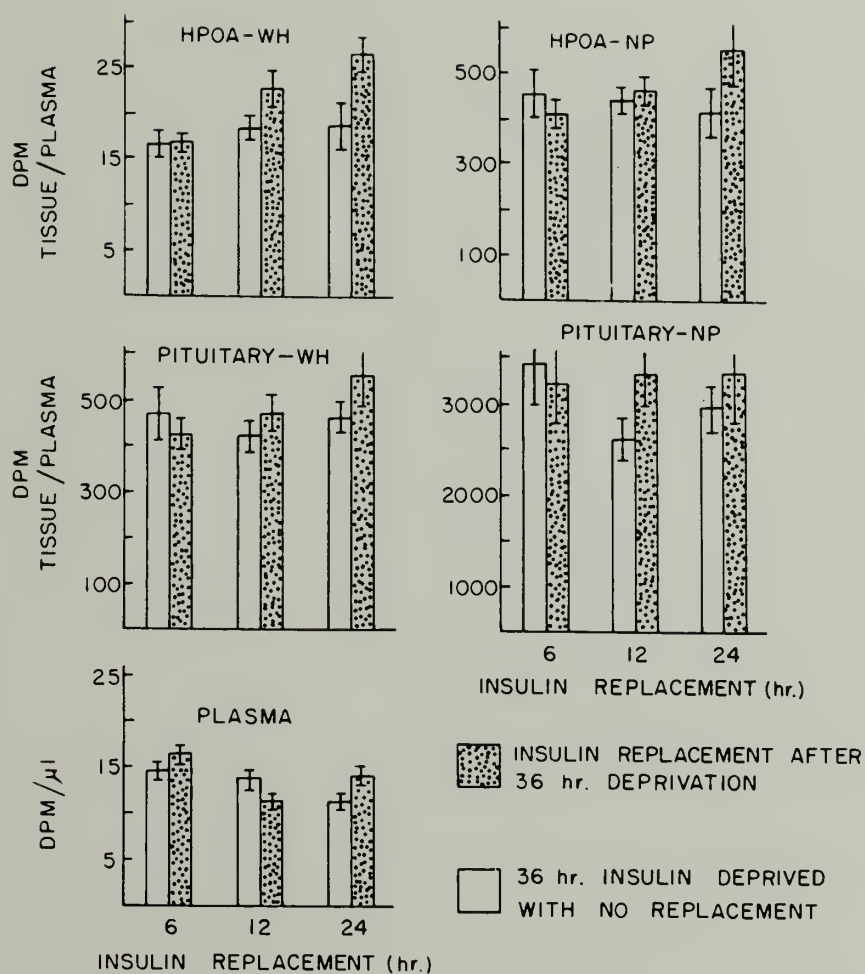 HPOA-WH
DPM
TISSUE/PLASMA
25
15
5
HPOA-NP
500
300
100
PITUITARY-WH
DPM
TISSUE/PLASMA
500
300
100
PITUITARY-NP
3000
2000
1000
6 12 24
INSULIN REPLACEMENT (hr.)
PLASMA
DPM/µl
25
15
5
6 12 24
INSULIN REPLACEMENT (hr.)
INSULIN REPLACEMENT AFTER
36 hr. DEPRIVATION
36 hr. INSULIN DEPRIVED
WITH NO REPLACEMENT